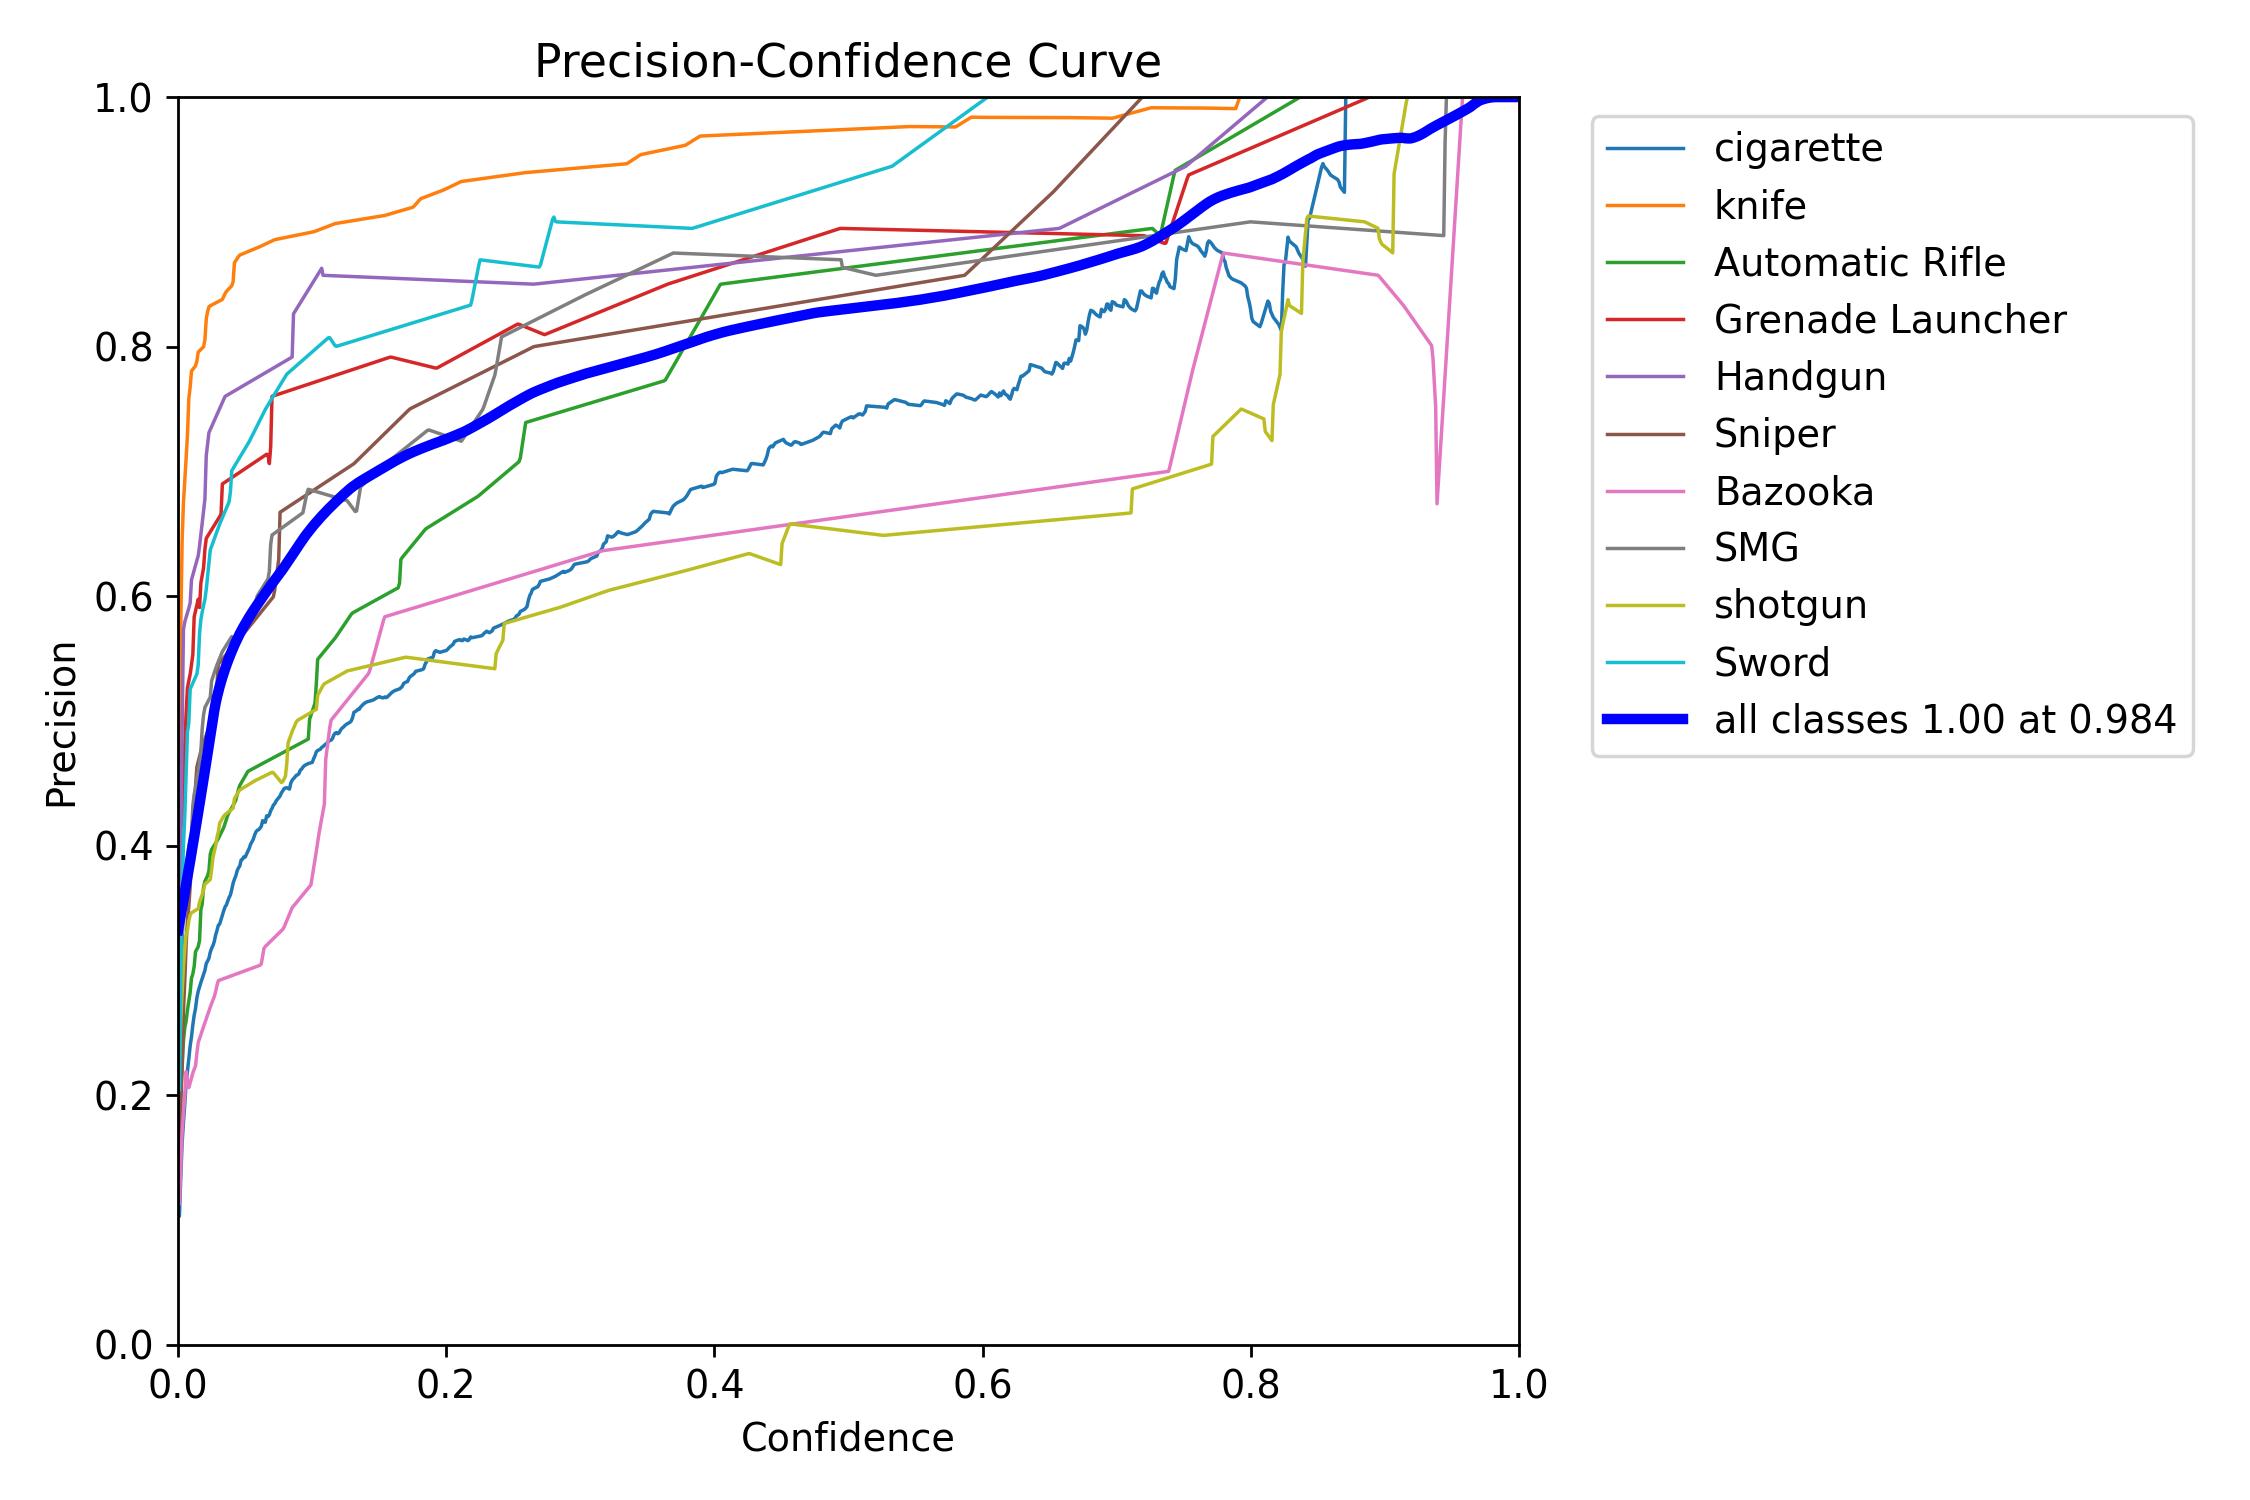 Precision-Confidence Curve
1.0
0.8
0.6
0.4
0.2
0.0
Precision
0.0 0.2 0.4 0.6 0.8 1.0
Confidence
cigarette
knife
Automatic Rifle
Grenade Launcher
Handgun
Sniper
Bazooka
SMG
shotgun
Sword
all classes 1.00 at 0.984